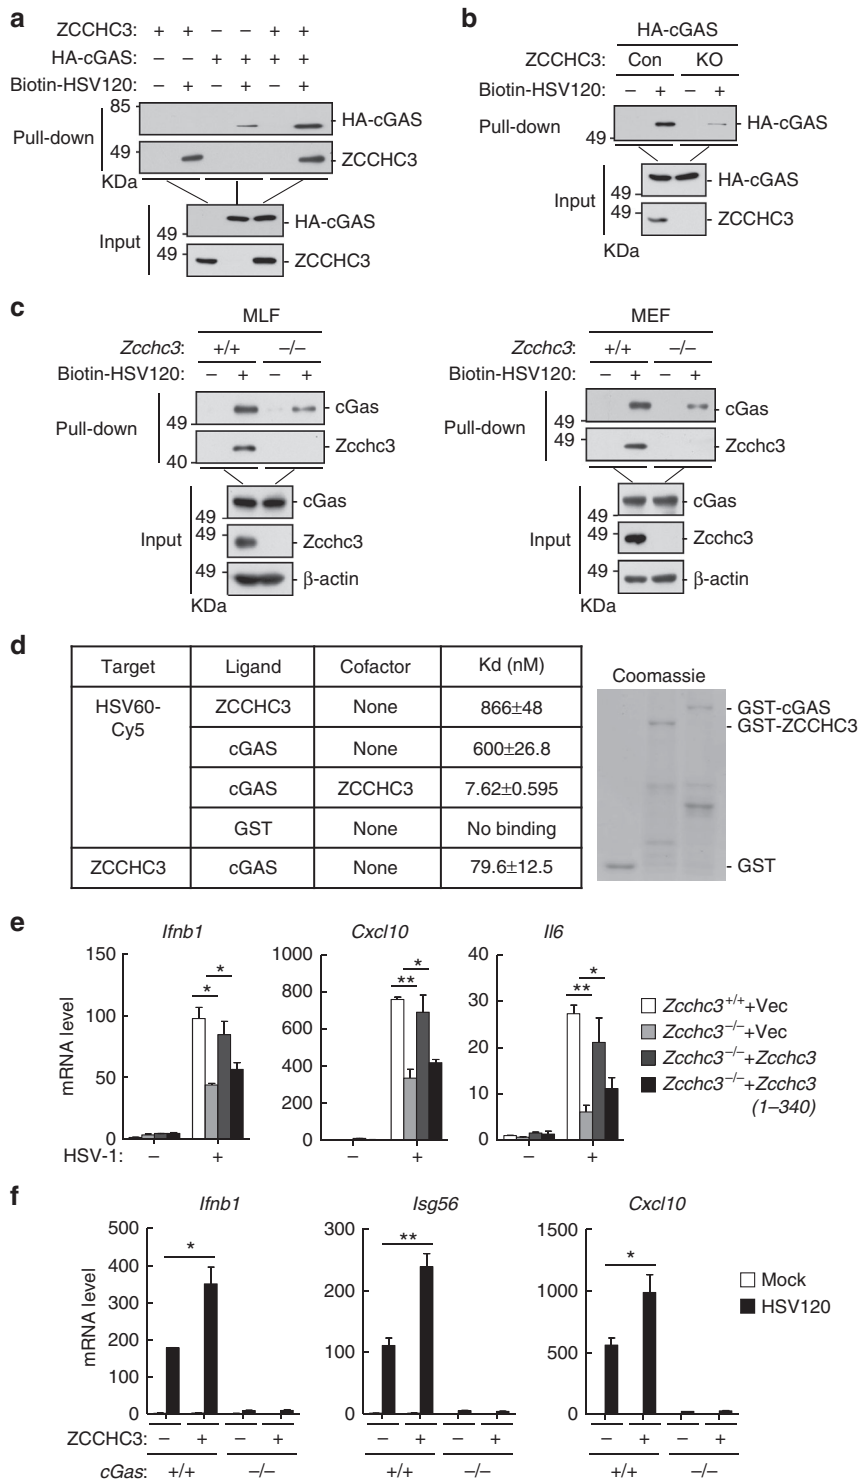 a
ZCCHC3: + + – – + +
HA-cGAS: – – + + + +
Biotin-HSV120: – + – + – +
85
HA-cGAS
Pull-down
49
ZCCHC3
KDa
HA-cGAS
Input
49
49
ZCCHC3
b
HA-cGAS
ZCCHC3: Con KO
Biotin-HSV120: – + – +
Pull-down
HA-cGAS
49
HA-cGAS
Input
49
49
ZCCHC3
KDa
c
MLF
Zcchc3: +/+ –/–
Biotin-HSV120: – + – +
cGas
49
Pull-down
Zcchc3
40
cGas
49
Input
49
Zcchc3
49
β-actin
KDa
MEF
Zcchc3: +/+ –/–
Biotin-HSV120: – + – +
cGas
49
Pull-down
49
Zcchc3
cGas
49
Input
49
Zcchc3
49
β-actin
KDa
d
Target Ligand Cofactor Kd (nM)
HSV60-Cy5 ZCCHC3 None 866±48
cGAS None 600±26.8
cGAS ZCCHC3 7.62±0.595
GST None No binding
ZCCHC3 cGAS None 79.6±12.5
Coomassie
GST-cGAS
GST-ZCCHC3
GST
e
Ifnb1
mRNA level
150
100
50
0
* *
HSV-1: – +
Cxcl10
1000
800
600
400
200
0
** *
– +
Il6
40
30
20
10
0
** *
– +
Zcchc3+/++Vec
Zcchc3–/–+Vec
Zcchc3–/–+Zcchc3
Zcchc3–/–+Zcchc3
(1–340)
f
Ifnb1
mRNA level
500
400
300
200
100
0
*
ZCCHC3: – + – +
cGas: +/+ –/–
Isg56
300
200
100
0
**
– + – +
+/+ –/–
Cxcl10
1500
1000
500
0
*
– + – +
+/+ –/–
Mock
HSV120